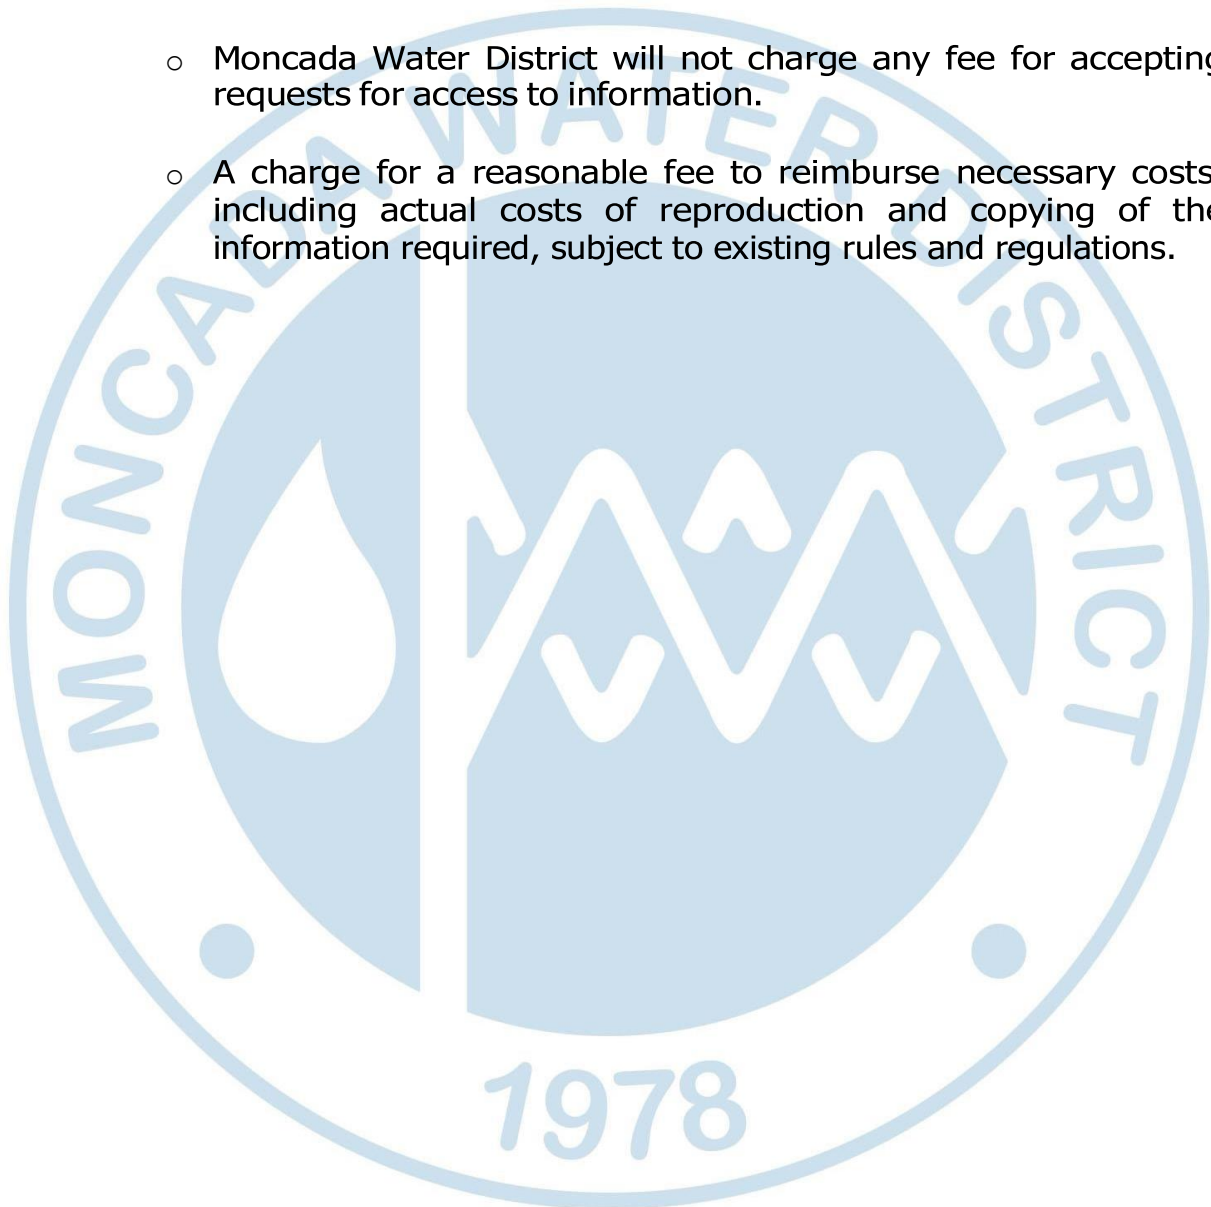 ○ Moncada Water District will not charge any fee for accepting
requests for access to information.
○ A charge for a reasonable fee to reimburse necessary costs
including actual costs of reproduction and copying of the
information required, subject to existing rules and regulations.
MONCADA WATER DISTRICT
1978